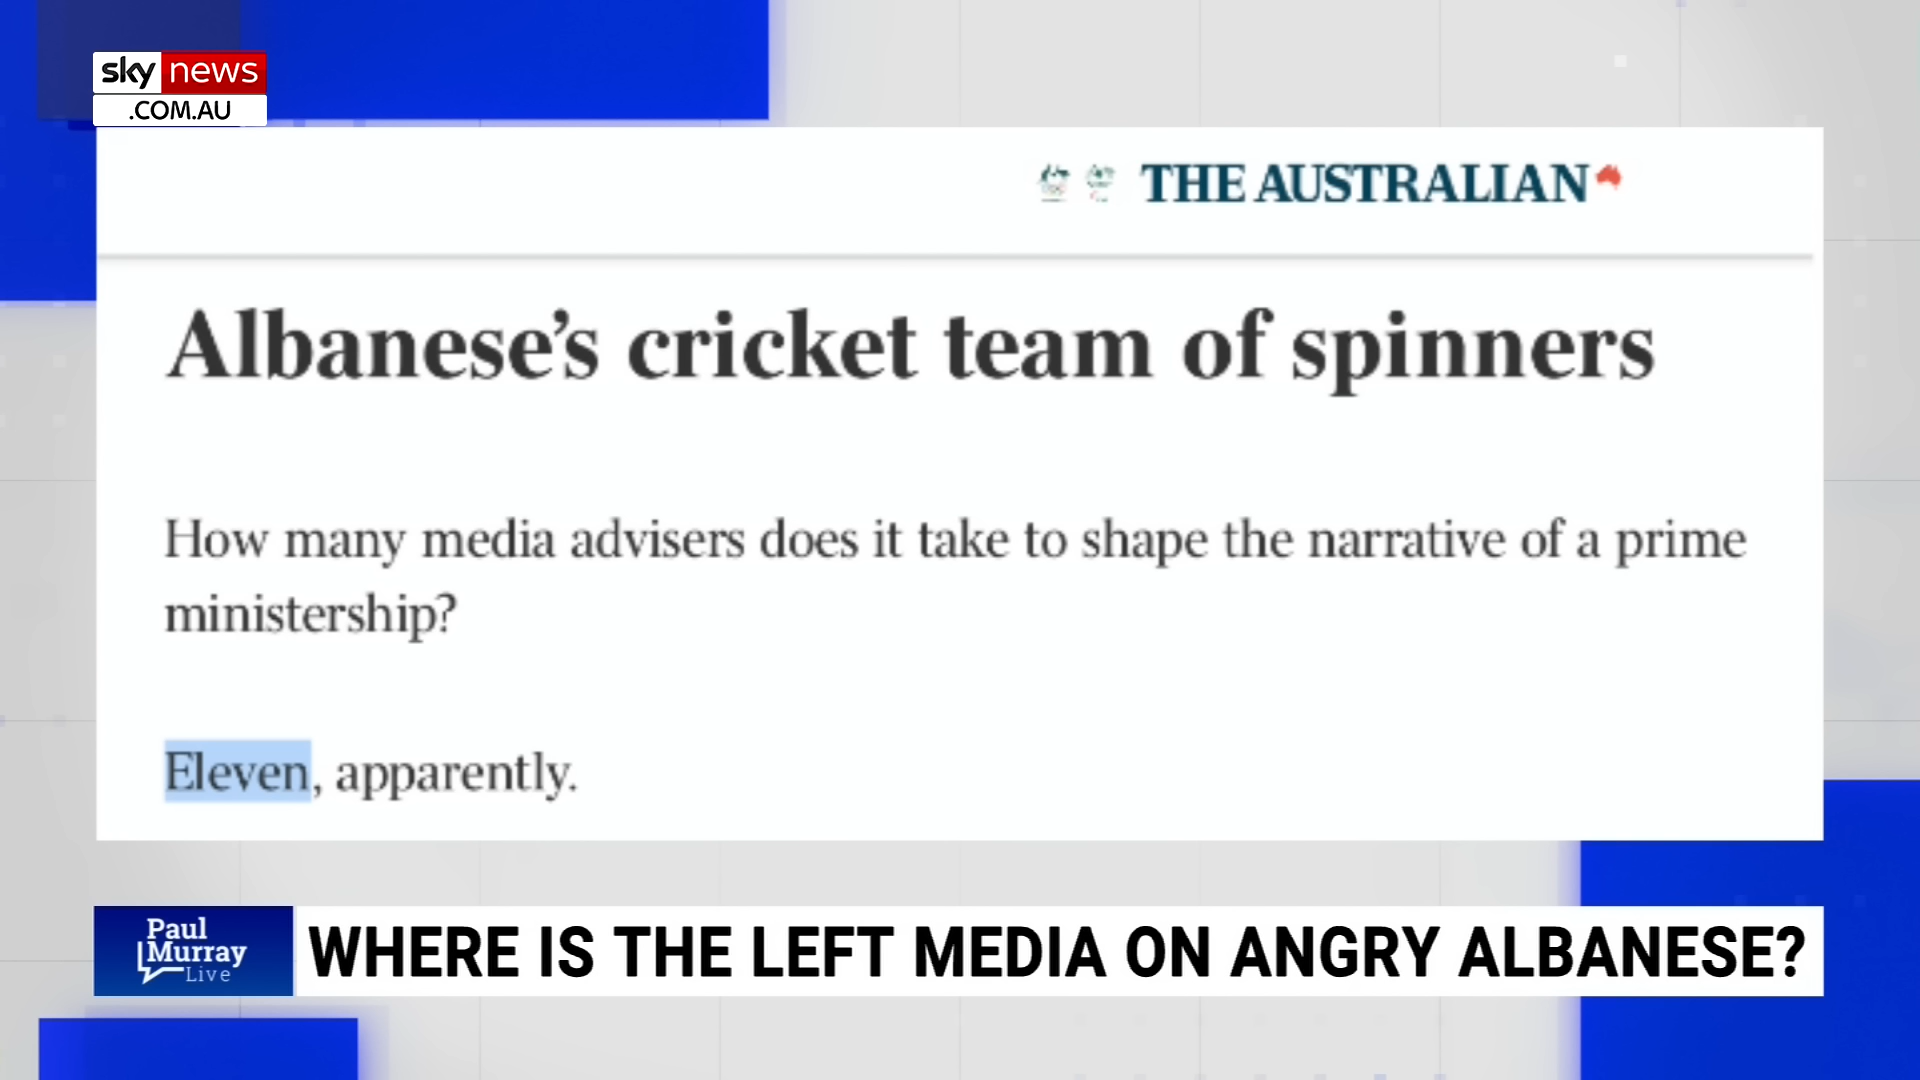 sky news
.COM.AU
THE AUSTRALIAN
Albanese’s cricket team of spinners
How many media advisers does it take to shape the narrative of a prime
ministership?
Eleven, apparently.
Paul
Murray
Live
WHERE IS THE LEFT MEDIA ON ANGRY ALBANESE?